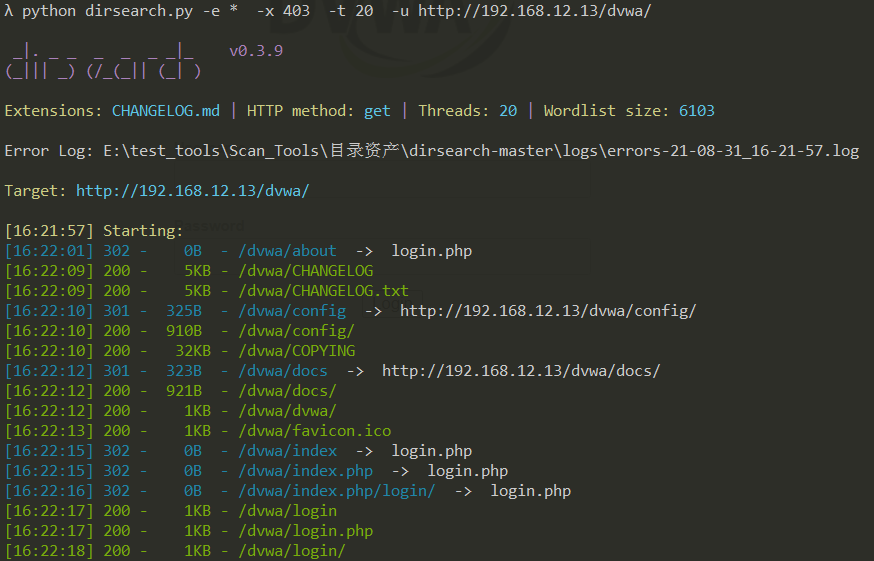 λ python dirsearch.py -e *  -x 403  -t 20  -u http://192.168.12.13/dvwa/
 _|. _ _  _  _  _ _|_    v0.3.9
(_||| _) (/_(_|| (_| )
Extensions: CHANGELOG.md | HTTP method: get | Threads: 20 | Wordlist size: 6103
Error Log: E:\test_tools\Scan_Tools\目录资产\dirsearch-master\logs\errors-21-08-31_16-21-57.log
Target: http://192.168.12.13/dvwa/
[16:21:57] Starting:
[16:22:01] 302 -    0B  - /dvwa/about  ->  login.php
[16:22:09] 200 -    5KB - /dvwa/CHANGELOG
[16:22:09] 200 -    5KB - /dvwa/CHANGELOG.txt
[16:22:10] 301 -  325B  - /dvwa/config  ->  http://192.168.12.13/dvwa/config/
[16:22:10] 200 -  910B  - /dvwa/config/
[16:22:10] 200 -   32KB - /dvwa/COPYING
[16:22:12] 301 -  323B  - /dvwa/docs  ->  http://192.168.12.13/dvwa/docs/
[16:22:12] 200 -  921B  - /dvwa/docs/
[16:22:12] 200 -    1KB - /dvwa/dvwa/
[16:22:13] 200 -    1KB - /dvwa/favicon.ico
[16:22:15] 302 -    0B  - /dvwa/index  ->  login.php
[16:22:15] 302 -    0B  - /dvwa/index.php  ->  login.php
[16:22:16] 302 -    0B  - /dvwa/index.php/login/  ->  login.php
[16:22:17] 200 -    1KB - /dvwa/login
[16:22:17] 200 -    1KB - /dvwa/login.php
[16:22:18] 200 -    1KB - /dvwa/login/